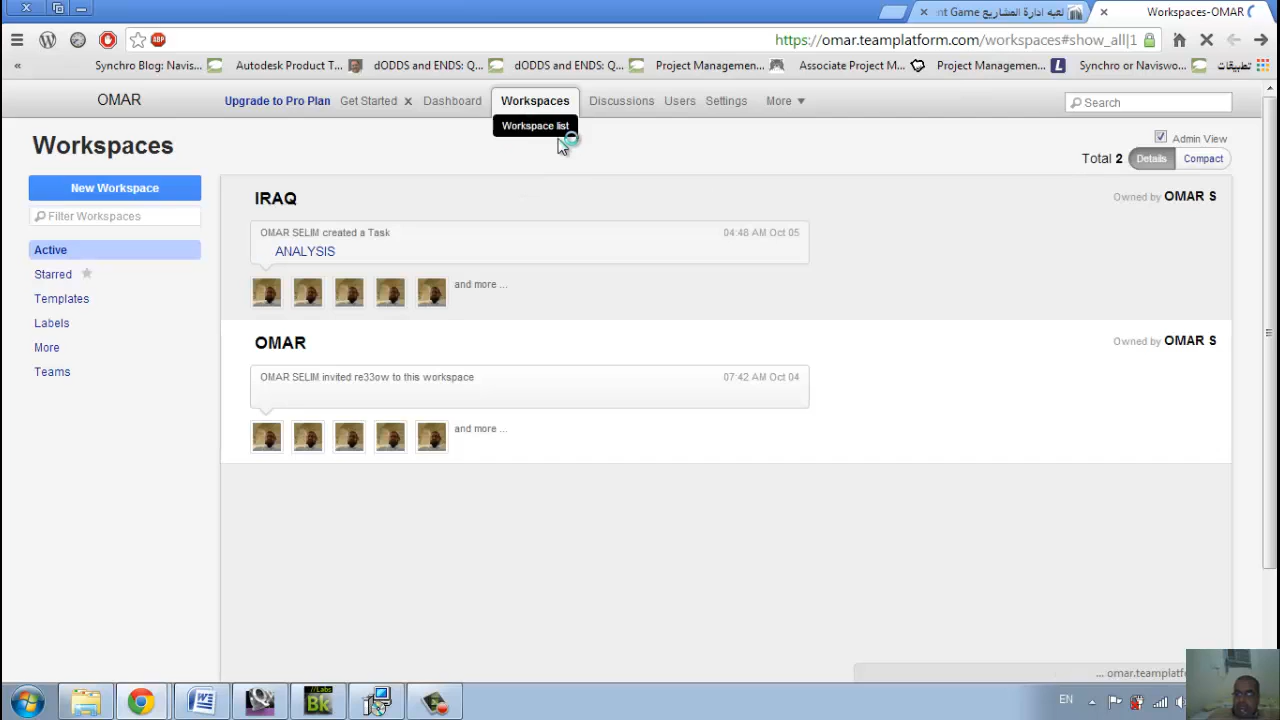 لعبه ادارة المشاريع nt Game
Workspaces-OMAR
https://omar.teamplatform.com/workspaces#show_all|1
ABP
«
Synchro Blog: Navis...
Autodesk Product T...
dODDS and ENDS: Q...
dODDS and ENDS: Q...
Project Managemen...
Associate Project M...
Project Managemen...
Synchro or Naviswo...
تطبيقات
OMAR
Upgrade to Pro Plan
Get Started
Dashboard
Workspaces
Discussions
Users
Settings
More
Search
Workspace list
Workspaces
Admin View
Total 2
Details
Compact
New Workspace
Filter Workspaces
Active
Starred
Templates
Labels
More
Teams
IRAQ
Owned by OMAR S
OMAR SELIM created a Task
04:48 AM Oct 05
ANALYSIS
and more ...
OMAR
Owned by OMAR S
OMAR SELIM invited re33ow to this workspace
07:42 AM Oct 04
and more ...
... omar.teamplatf
//Labs
Bk
EN